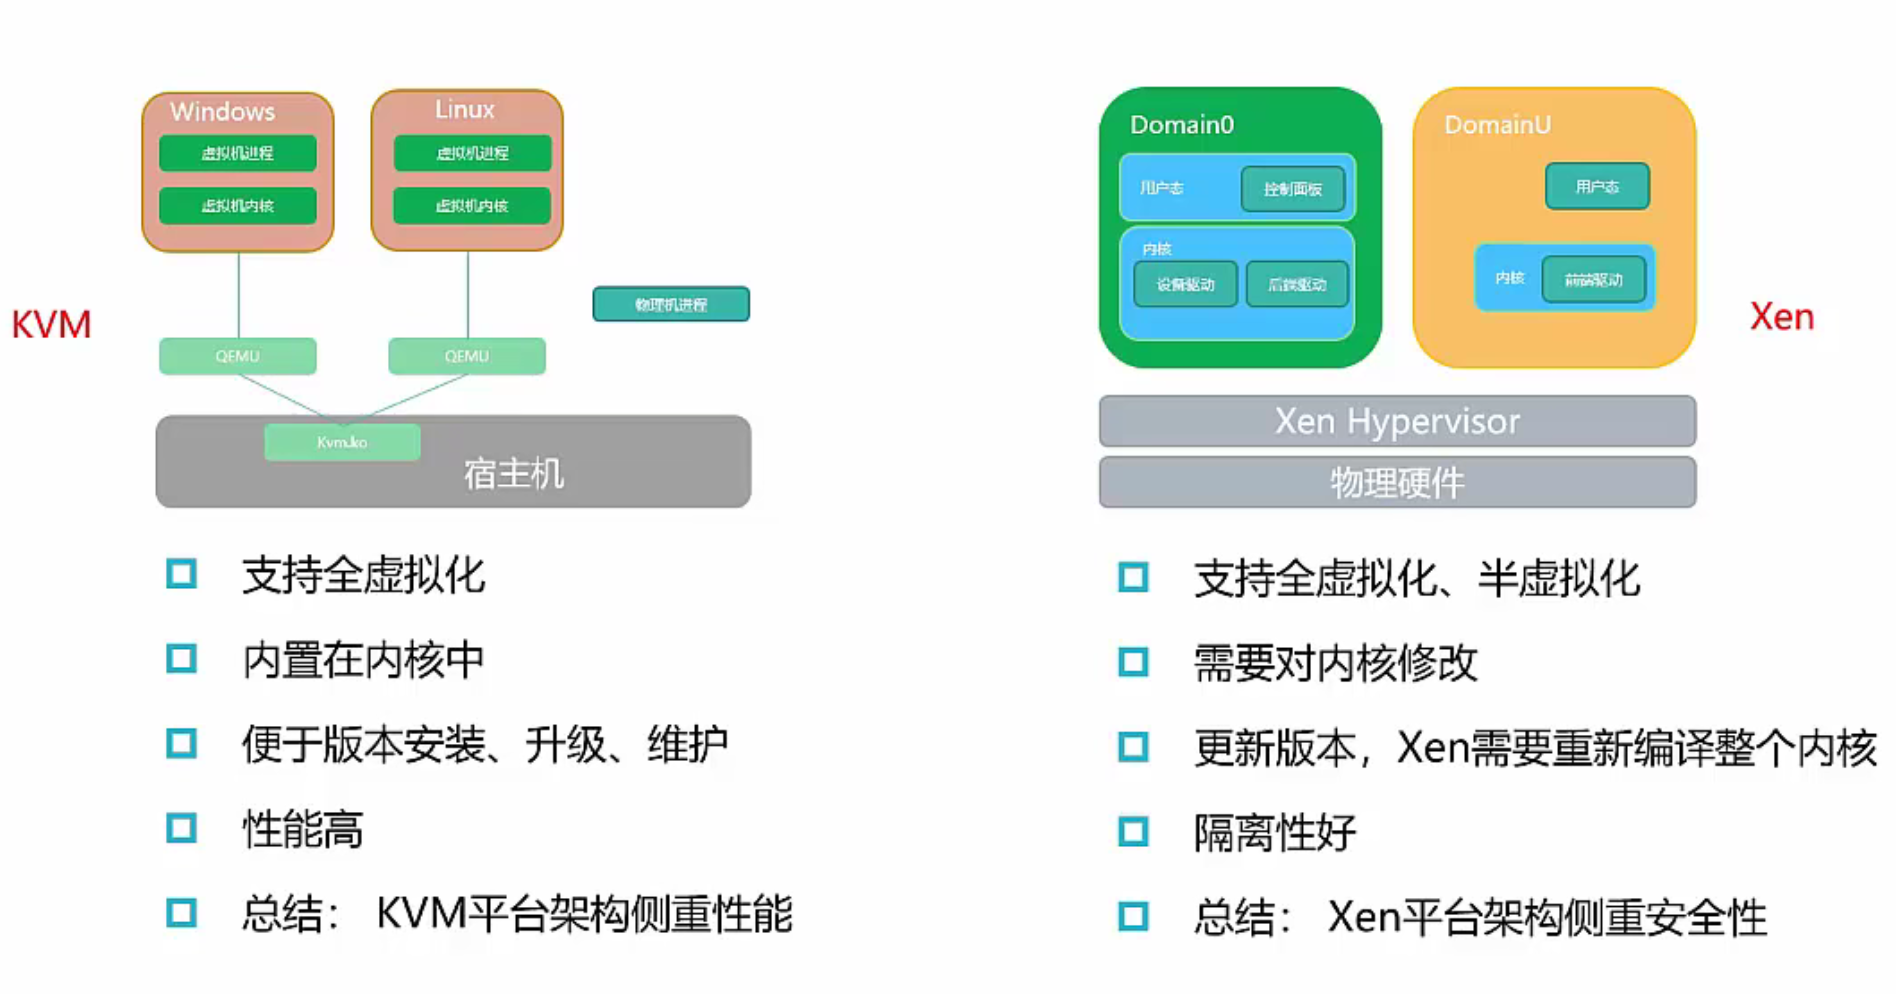 Windows
虚拟机进程
虚拟机内核
Linux
虚拟机进程
虚拟机内核
物理机进程
KVM
QEMU
QEMU
Kvm.ko
宿主机
支持全虚拟化
内置在内核中
便于版本安装、升级、维护
性能高
总结： KVM平台架构侧重性能
Domain0
用户态
控制面板
内核
设备驱动
后端驱动
DomainU
用户态
内核
前端驱动
Xen
Xen Hypervisor
物理硬件
支持全虚拟化、半虚拟化
需要对内核修改
更新版本，Xen需要重新编译整个内核
隔离性好
总结： Xen平台架构侧重安全性